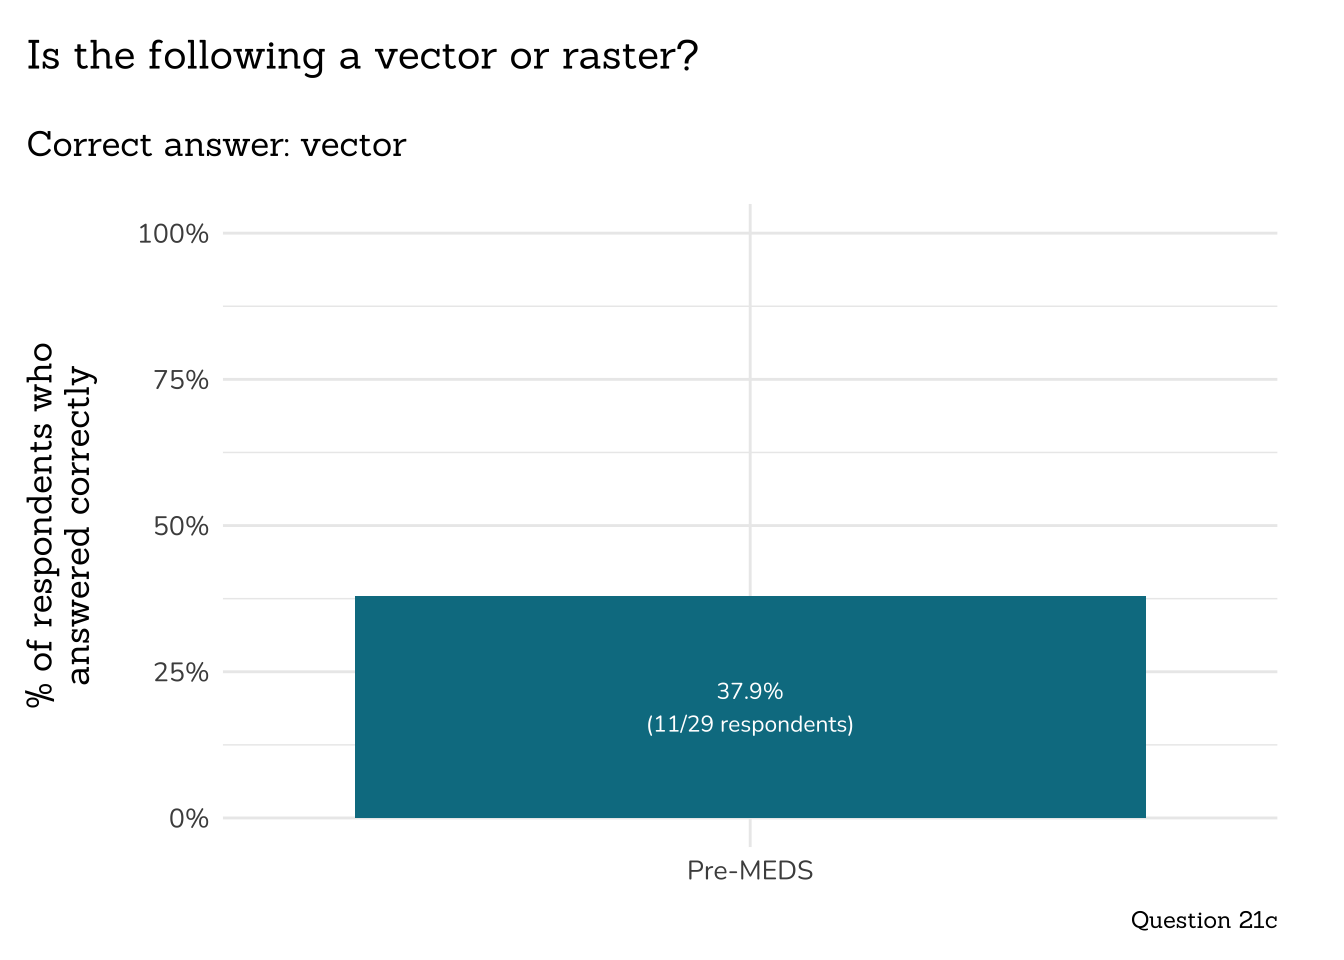 Is the following a vector or raster?
Correct answer: vector
% of respondents who
answered correctly
100%
75%
50%
25%
0%
37.9%
(11/29 respondents)
Pre-MEDS
Question 21c